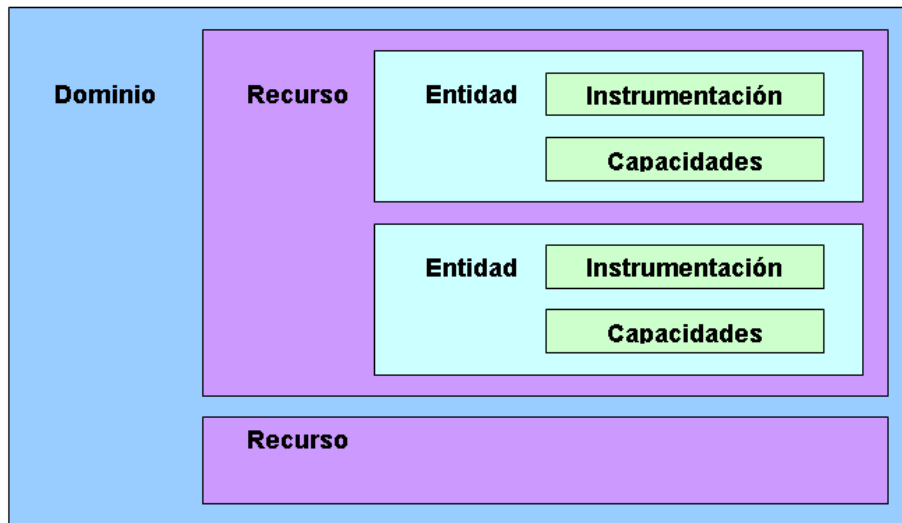 Dominio
Recurso
Entidad
Instrumentación
Capacidades
Entidad
Instrumentación
Capacidades
Recurso